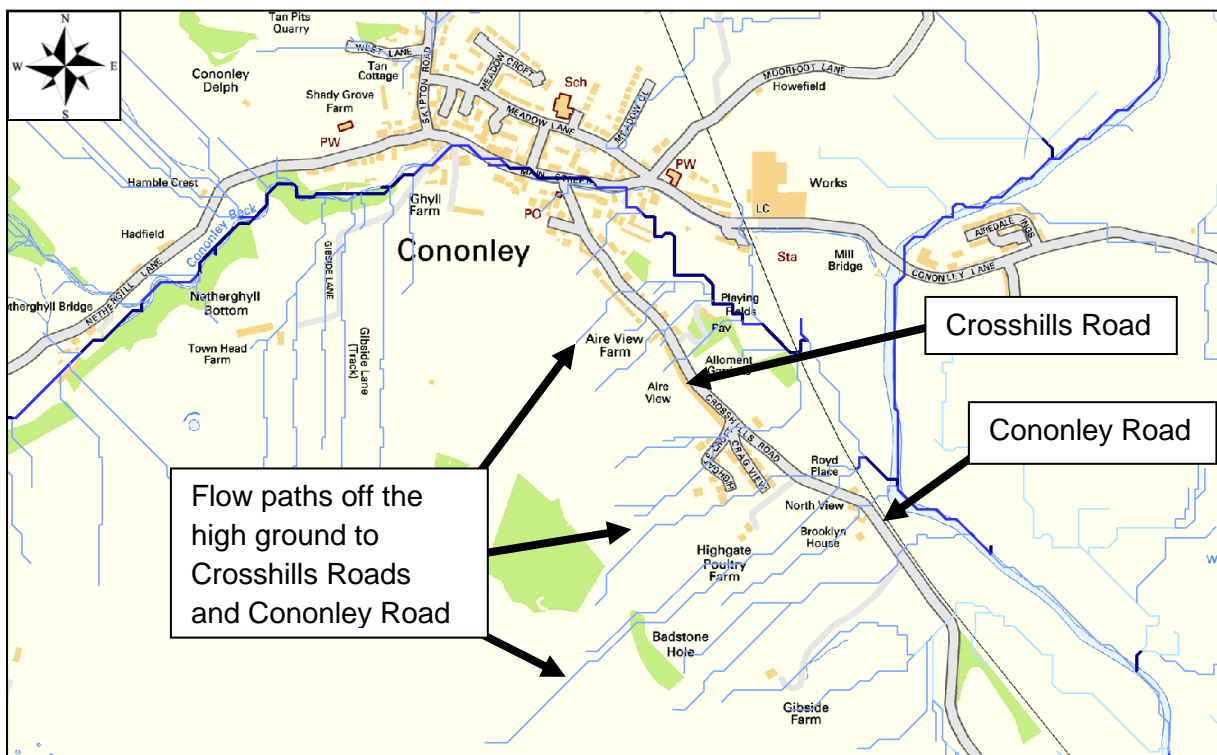 N
W
E
S
Tan Pits
Quarry
WEST LANE
Tan
Cottage
SKIPTON ROAD
MEADOW CROFT
Sch
Cononley
Delph
Shady Grove
Farm
PW
MEADOW LANE
MEADOW CL
MOORFOOT LANE
Howefield
PW
Works
Hamble Crest
MAIN STREET
Ghyll
Farm
PO
LC
AIREDALE INGS
Hadfield
Cononley Beck
Cononley
Sta
Mill
Bridge
CONONLEY LANE
NETHERGILL LANE
GIBSIDE LANE
Netherghyll
Bottom
etherghyll Bridge
Playing
Fields
Pav
Town Head
Farm
Gibside Lane
(Track)
Aire View
Farm
Alloment
Gardens
Crosshills Road
Aire
View
CROSSHILLS ROAD
Cononley Road
CRAG VIEW
Royd
Place
Flow paths off the
high ground to
Crosshills Roads
and Cononley Road
North View
Brooklyn
House
Highgate
Poultry
Farm
Badstone
Hole
Gibside
Farm
W